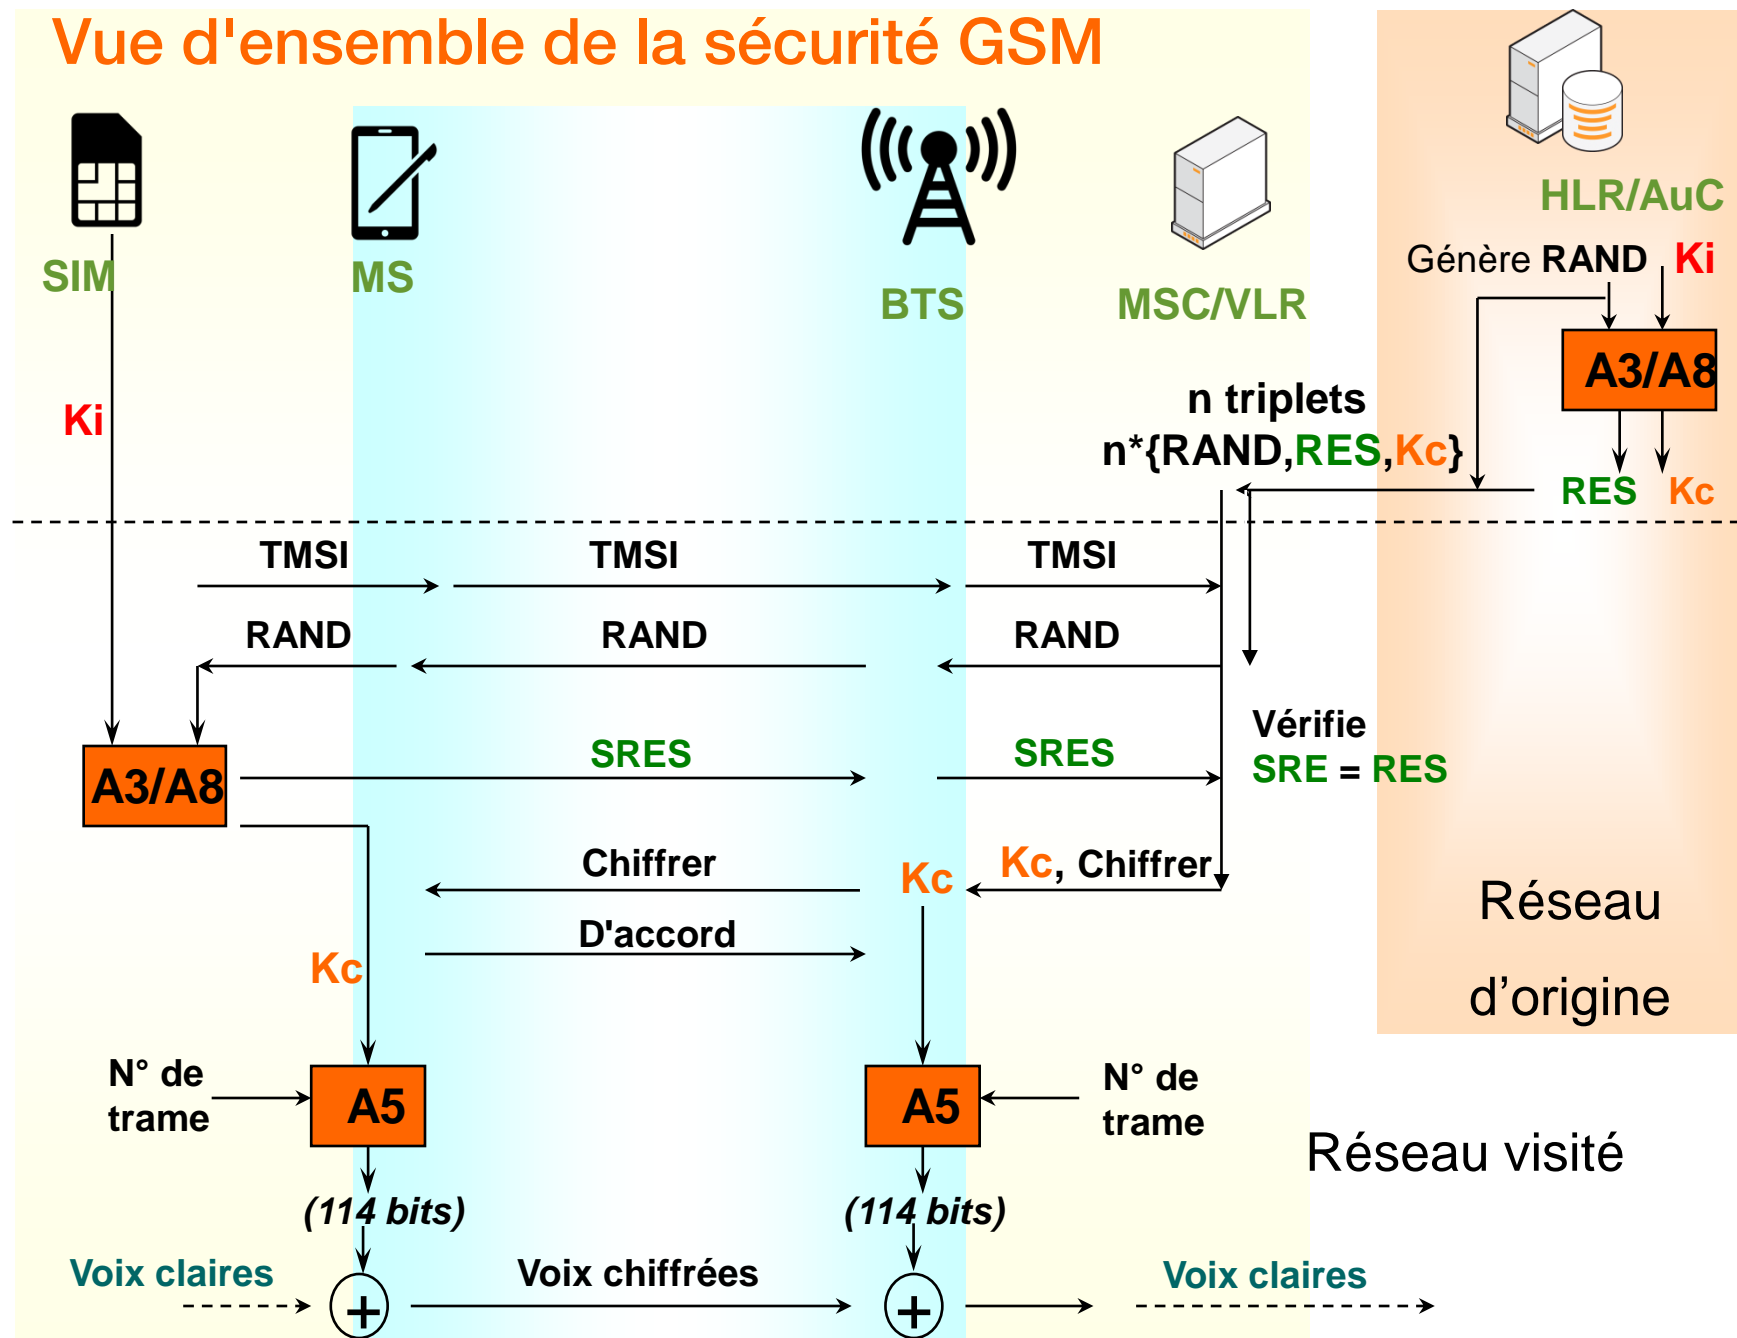 Vue d'ensemble de la sécurité GSM
HLR/AuC
SIM
MS
BTS
MSC/VLR
Génère RAND Ki
A3/A8
Ki
n triplets
n*{RAND,RES,Kc}
RES Kc
TMSI TMSI TMSI
RAND RAND RAND
A3/A8
SRES SRES
Vérifie
SRE = RES
Chiffrer
Kc
Kc, Chiffrer
D'accord
Kc
Réseau
d’origine
N° de
trame
A5
A5
N° de
trame
Réseau visité
(114 bits) (114 bits)
Voix claires
+
Voix chiffrées
+
Voix claires